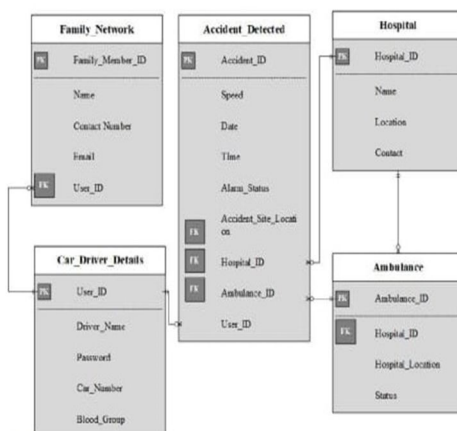 Family_Network
PK Family_Member_ID
Name
Contact Number
Email
FK User_ID
Accident_Detected
PK Accident_ID
Speed
Date
TIme
Alarm_Status
Accident_Site_Locati
on
FK
FK Hospital_ID
FK Ambulance_ID
User_ID
Hospital
PK Hospital_ID
Name
Location
Contact
Car_Driver_Details
PK User_ID
Driver_Name
Password
Car_Number
Blood_Group
Ambulance
PK Ambulance_ID
FK Hospital_ID
Hospital_Location
Status